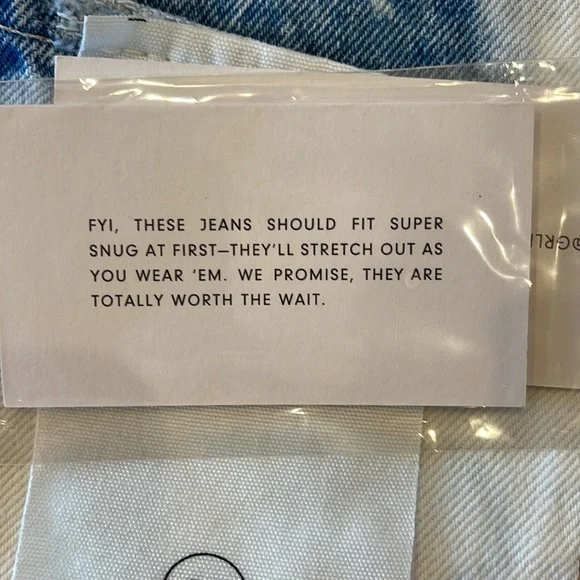 FYI, THESE JEANS SHOULD FIT SUPER
SNUG AT FIRST—THEY'LL STRETCH OUT AS
YOU WEAR 'EM. WE PROMISE, THEY ARE
TOTALLY WORTH THE WAIT.